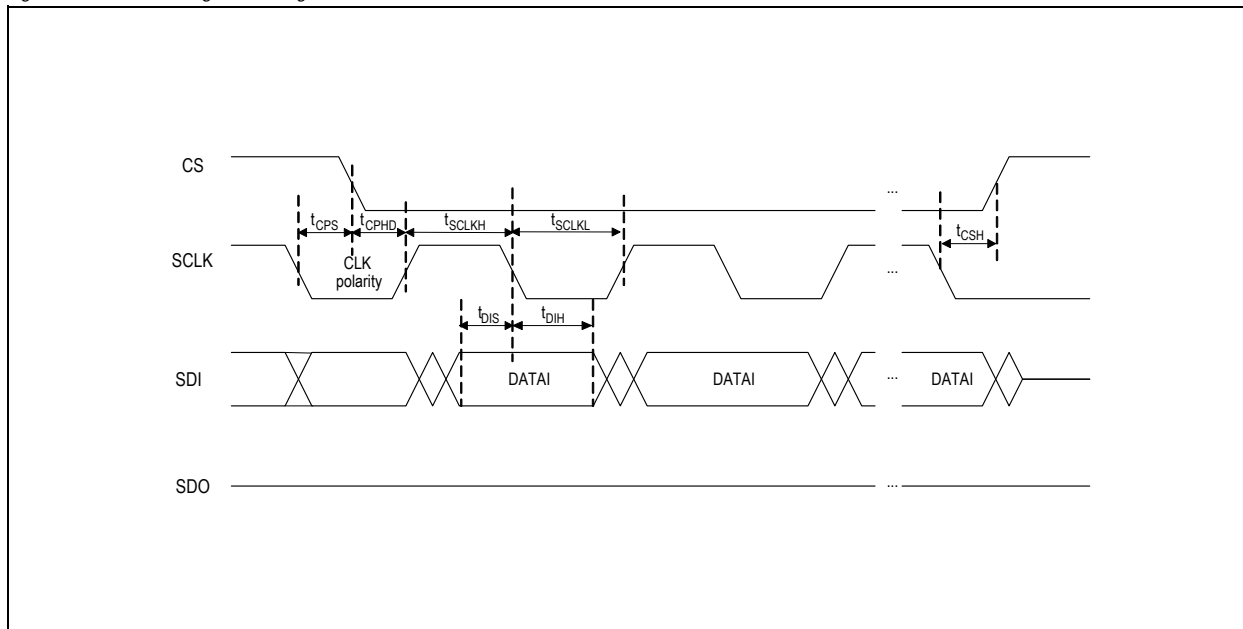 CS
...
tCPS tCPHD tSCLKH tSCLKL tCSH
SCLK
CLK
polarity
...
tDIS tDIH
SDI DATAI DATAI ... DATAI
SDO ...